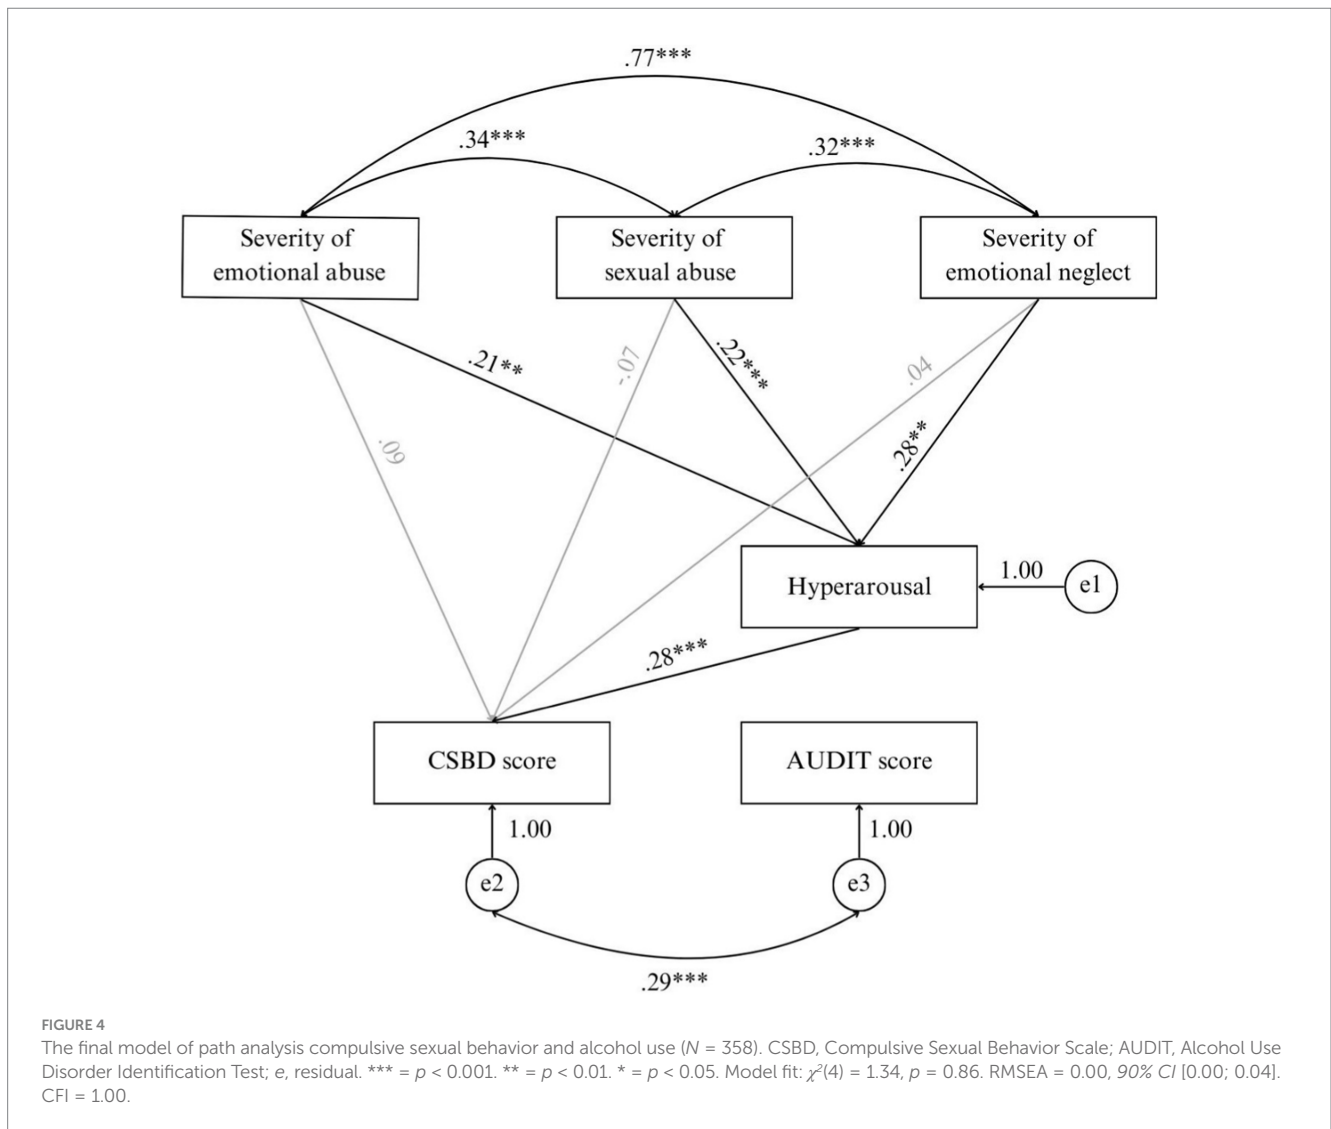 .77***
.34***
.32***
Severity of
emotional abuse
Severity of
sexual abuse
Severity of
emotional neglect
.21**
-.07
.22***
.04
.09
.28**
Hyperarousal
1.00
e1
.28***
CSBD score
AUDIT score
1.00
1.00
e2
e3
.29***
FIGURE 4
The final model of path analysis compulsive sexual behavior and alcohol use (N = 358). CSBD, Compulsive Sexual Behavior Scale; AUDIT, Alcohol Use
Disorder Identification Test; e, residual. *** = p < 0.001. ** = p < 0.01. * = p < 0.05. Model fit: χ²(4) = 1.34, p = 0.86. RMSEA = 0.00, 90% CI [0.00; 0.04].
CFI = 1.00.